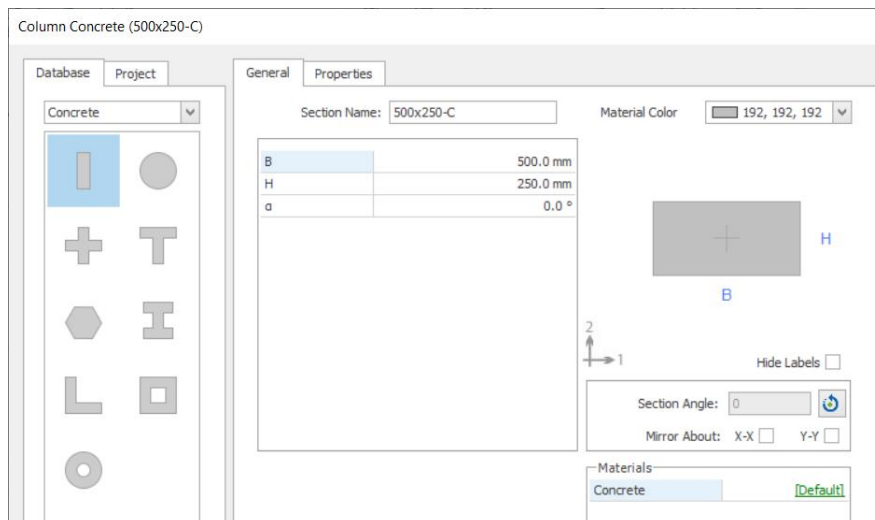 Column Concrete (500x250-C)
Database Project
General Properties
Concrete
Section Name: 500x250-C
Material Color 192, 192, 192
B 500.0 mm
H 250.0 mm
α 0.0 °
H
B
2
1
Hide Labels
Section Angle: 0
Mirror About: X-X Y-Y
Materials
Concrete [Default]